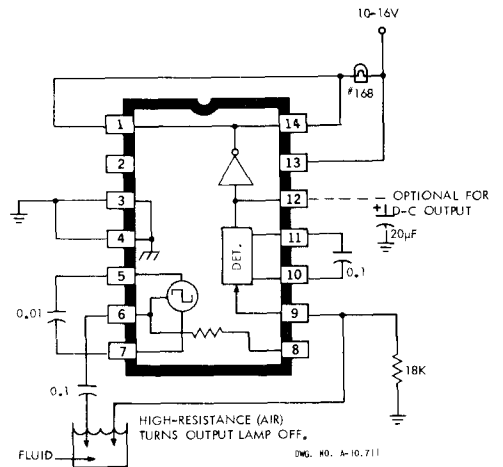 10-16V
#168
1
14
2
13
3
12
OPTIONAL FOR
D-C OUTPUT
+
20µF
4
11
DET.
0.1
5
10
0.01
6
9
7
8
18K
0.1
HIGH-RESISTANCE (AIR)
TURNS OUTPUT LAMP OFF.
FLUID
DWG. NO. A-10,711